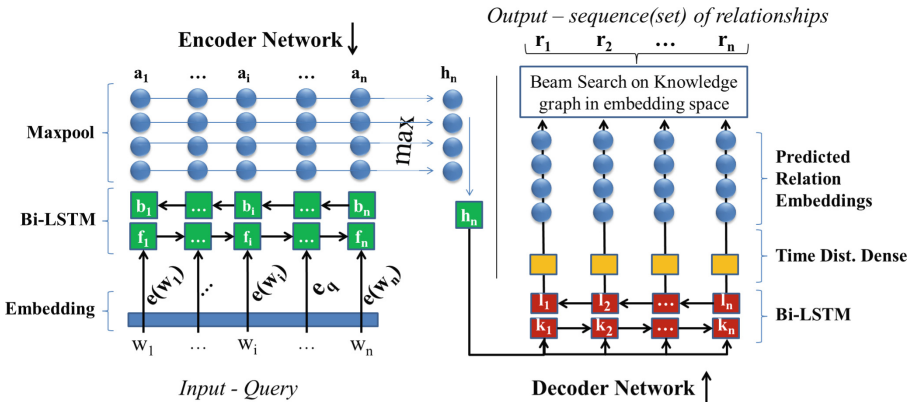 Output – sequence(set) of relationships
Encoder Network
r1 r2 ... rn
a1 ... ai ... an hn
Beam Search on Knowledge
graph in embedding space
Maxpool
max
Predicted
Relation
Embeddings
b1 ... bi ... bn
Bi-LSTM
f1 ... fi ... fn
hn
Time Dist. Dense
e(w1) ... e(wi) eq e(wn)
Embedding
l1 l2 ... ln
Bi-LSTM
k1 k2 ... kn
w1 ... wi ... wn
Input - Query
Decoder Network